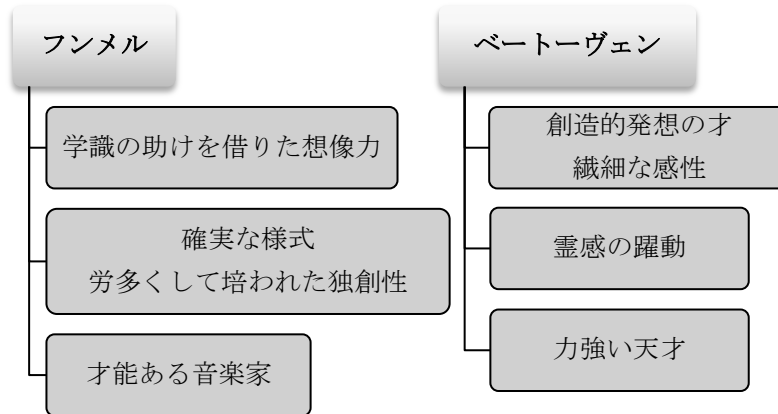 フンメル
学識の助けを借りた想像力
確実な様式
労多くして培われた独創性
才能ある音楽家
ベートーヴェン
創造的発想の才
繊細な感性
霊感の躍動
力強い天才